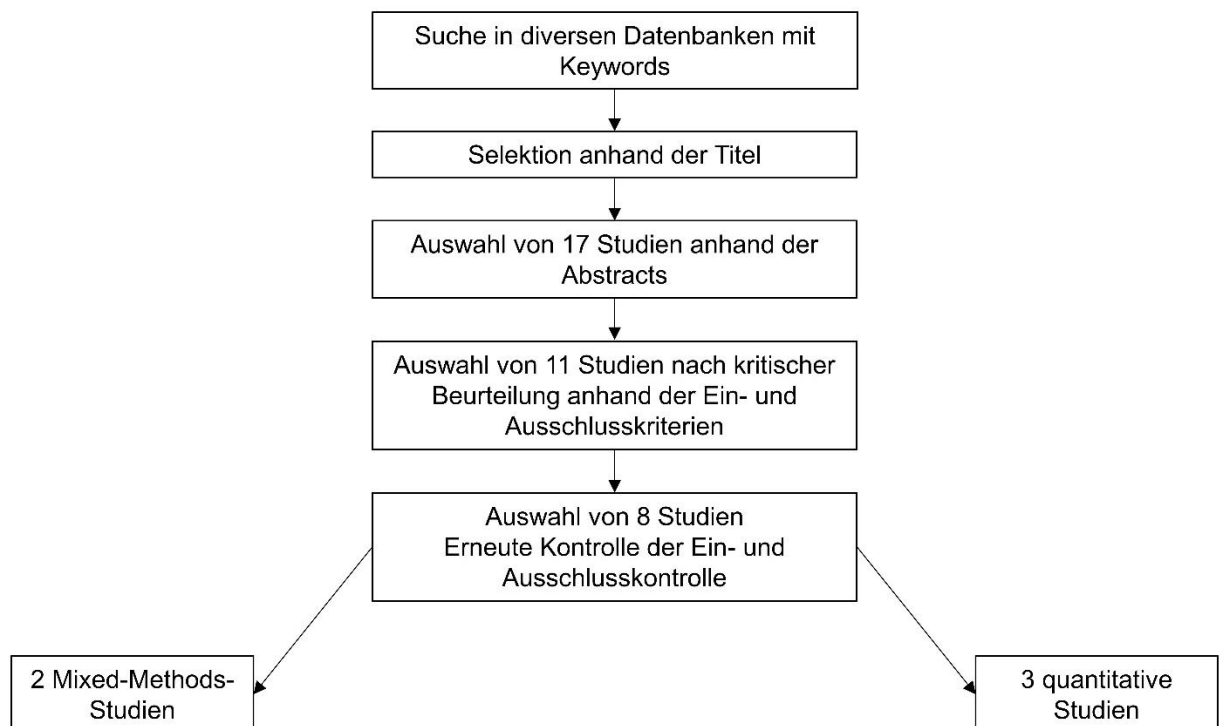 Suche in diversen Datenbanken mit
Keywords
Selektion anhand der Titel
Auswahl von 17 Studien anhand der
Abstracts
Auswahl von 11 Studien nach kritischer
Beurteilung anhand der Ein- und
Ausschlusskriterien
Auswahl von 8 Studien
Erneute Kontrolle der Ein- und
Ausschlusskontrolle
2 Mixed-Methods-
Studien
3 quantitative
Studien